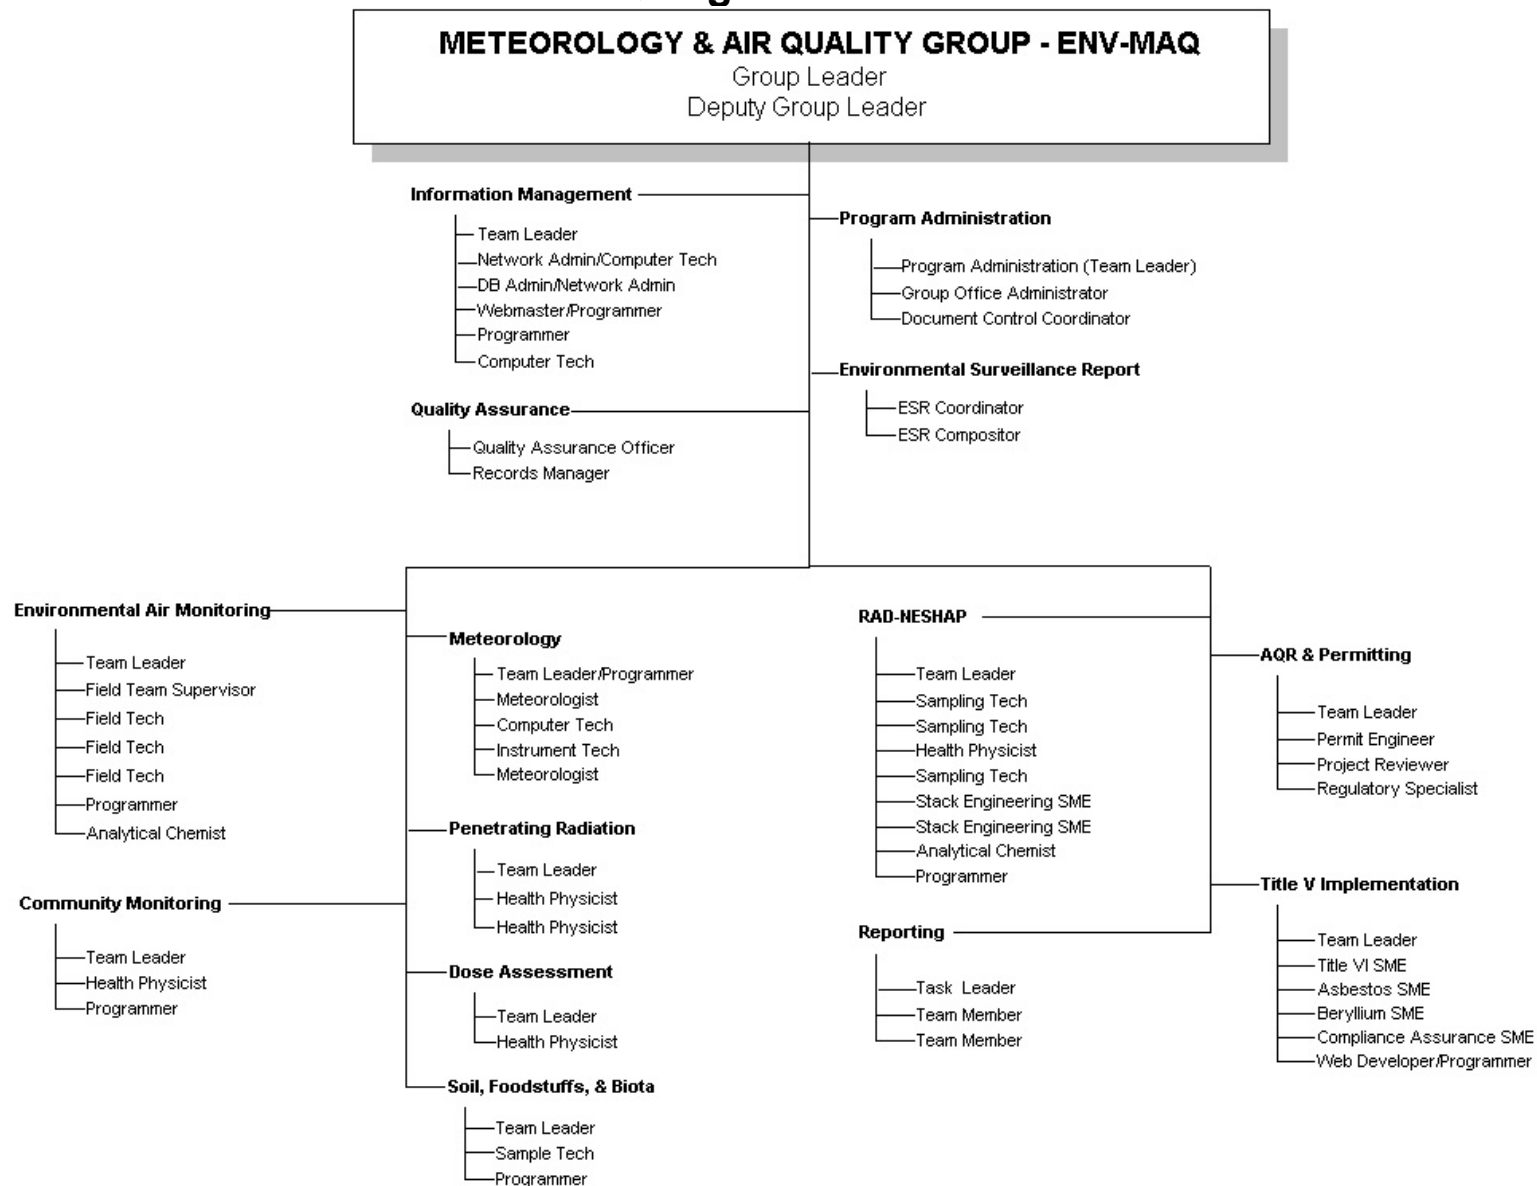 METEOROLOGY & AIR QUALITY GROUP - ENV-MAQ
Group Leader
Deputy Group Leader
Information Management
Team Leader
Network Admin/Computer Tech
DB Admin/Network Admin
Webmaster/Programmer
Programmer
Computer Tech
Program Administration
Program Administration (Team Leader)
Group Office Administrator
Document Control Coordinator
Quality Assurance
Quality Assurance Officer
Records Manager
Environmental Surveillance Report
ESR Coordinator
ESR Compositor
Environmental Air Monitoring
Team Leader
Field Team Supervisor
Field Tech
Field Tech
Field Tech
Programmer
Analytical Chemist
Community Monitoring
Team Leader
Health Physicist
Programmer
Meteorology
Team Leader/Programmer
Meteorologist
Computer Tech
Instrument Tech
Meteorologist
Penetrating Radiation
Team Leader
Health Physicist
Health Physicist
Dose Assessment
Team Leader
Health Physicist
Soil, Foodstuffs, & Biota
Team Leader
Sample Tech
Programmer
RAD-NESHAP
Team Leader
Sampling Tech
Sampling Tech
Health Physicist
Sampling Tech
Stack Engineering SME
Stack Engineering SME
Analytical Chemist
Programmer
Reporting
Task Leader
Team Member
Team Member
AQR & Permitting
Team Leader
Permit Engineer
Project Reviewer
Regulatory Specialist
Title V Implementation
Team Leader
Title VI SME
Asbestos SME
Beryllium SME
Compliance Assurance SME
Web Developer/Programmer